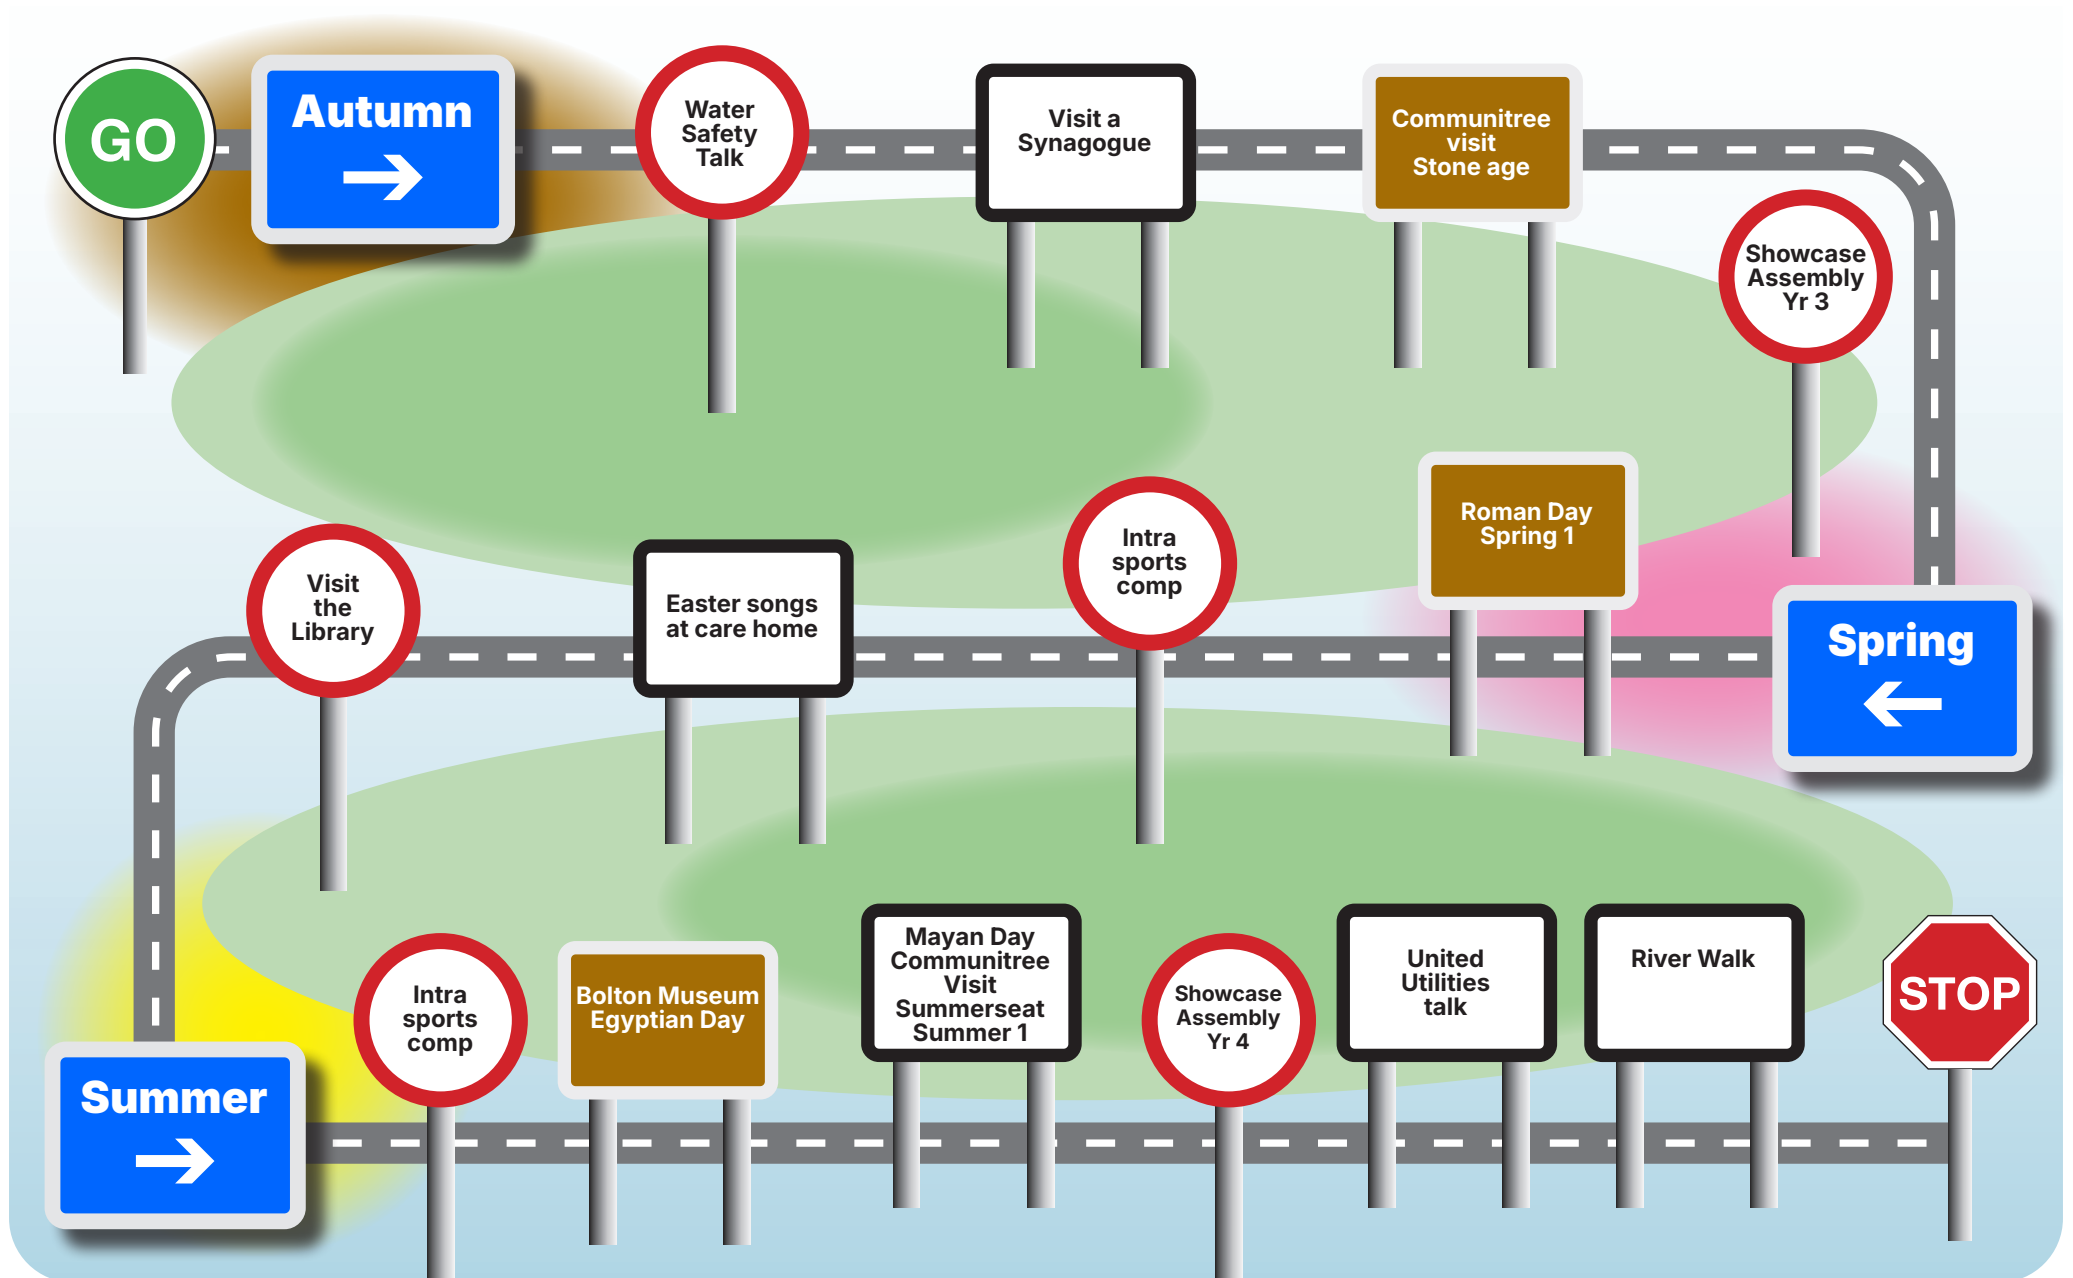 GO
Autumn
Water
Safety
Talk
Visit a
Synagogue
Communitree
visit
Stone age
Showcase
Assembly
Yr 3
Spring
Roman Day
Spring 1
Intra
sports
comp
Easter songs
at care home
Visit
the
Library
Summer
Intra
sports
comp
Bolton Museum
Egyptian Day
Mayan Day
Communitree
Visit
Summerseat
Summer 1
Showcase
Assembly
Yr 4
United
Utilities
talk
River Walk
STOP